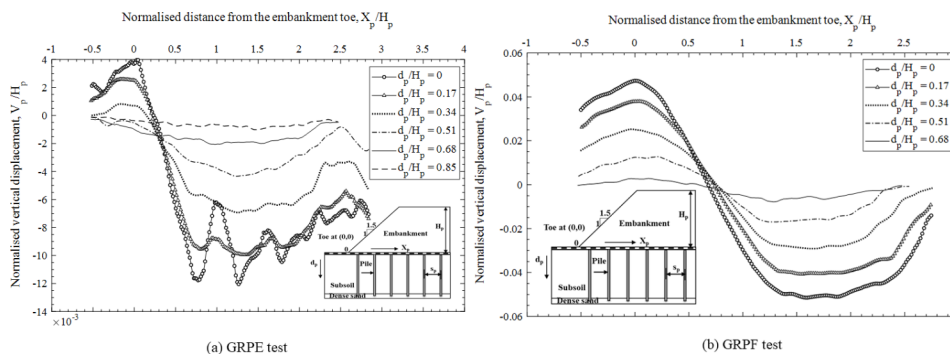 Normalised distance from the embankment toe, X_p/H_p
-1 -0.5 0 0.5 1 1.5 2 2.5 3 3.5 4
4
2
0
-2
-4
-6
-8
-10
-12
-14
×10⁻³
Normalised vertical displacement, V_p/H_p
d_p/H_p = 0
d_p/H_p = 0.17
d_p/H_p = 0.34
d_p/H_p = 0.51
d_p/H_p = 0.68
d_p/H_p = 0.85
1.5
1
Toe at (0,0)
Embankment
H_p
0
X_p
d_p
Pile
s_p
Subsoil
Dense sand
(a) GRPE test
Normalised distance from the embankment toe, X_p/H_p
-1 -0.5 0 0.5 1 1.5 2 2.5 3
0.06
0.04
0.02
0
-0.02
-0.04
-0.06
Normalised vertical displacement, V_p/H_p
d_p/H_p = 0
d_p/H_p = 0.17
d_p/H_p = 0.34
d_p/H_p = 0.51
d_p/H_p = 0.68
1.5
1
Toe at (0,0)
Embankment
H_p
0
X_p
d_p
Pile
s_p
Subsoil
Dense sand
(b) GRPF test